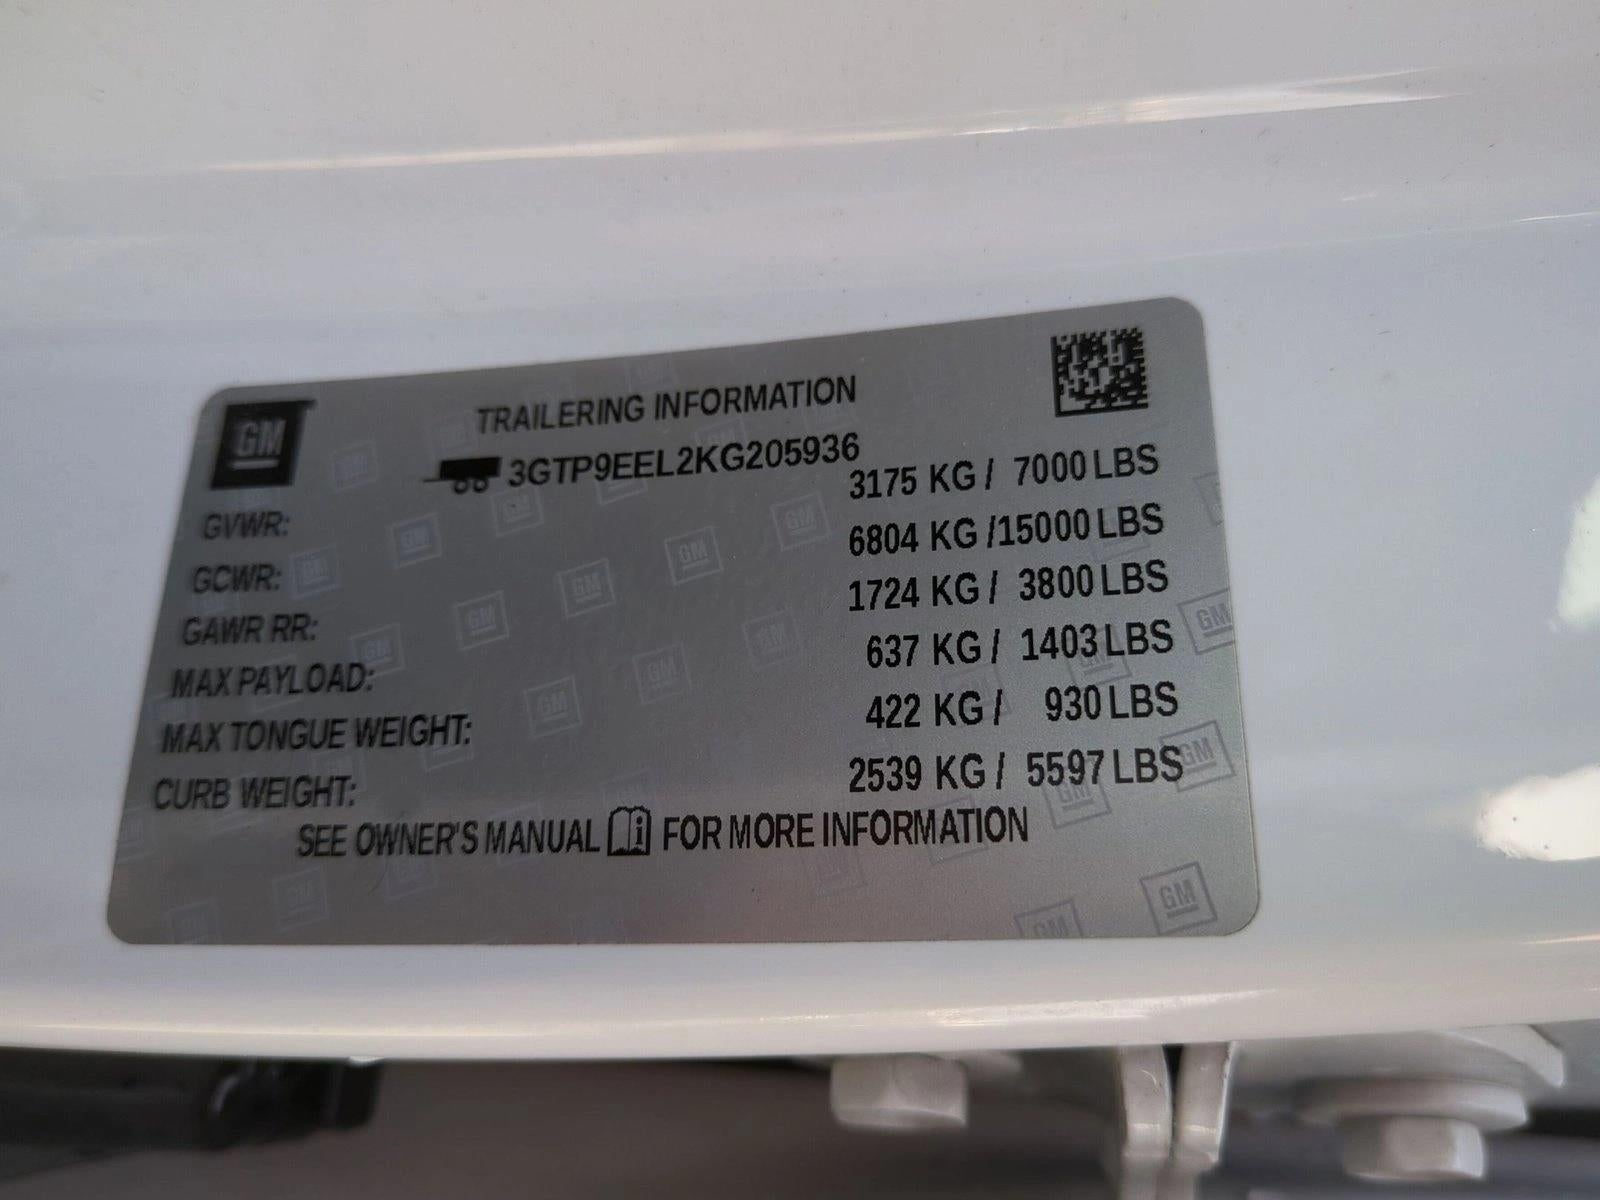 GM
TRAILERING INFORMATION
3GTP9EEL2KG205936
GVWR: 3175 KG / 7000 LBS
GCWR: 6804 KG /15000 LBS
GAWR RR: 1724 KG / 3800 LBS
MAX PAYLOAD: 637 KG / 1403 LBS
MAX TONGUE WEIGHT: 422 KG / 930 LBS
CURB WEIGHT: 2539 KG / 5597 LBS
SEE OWNER'S MANUAL FOR MORE INFORMATION